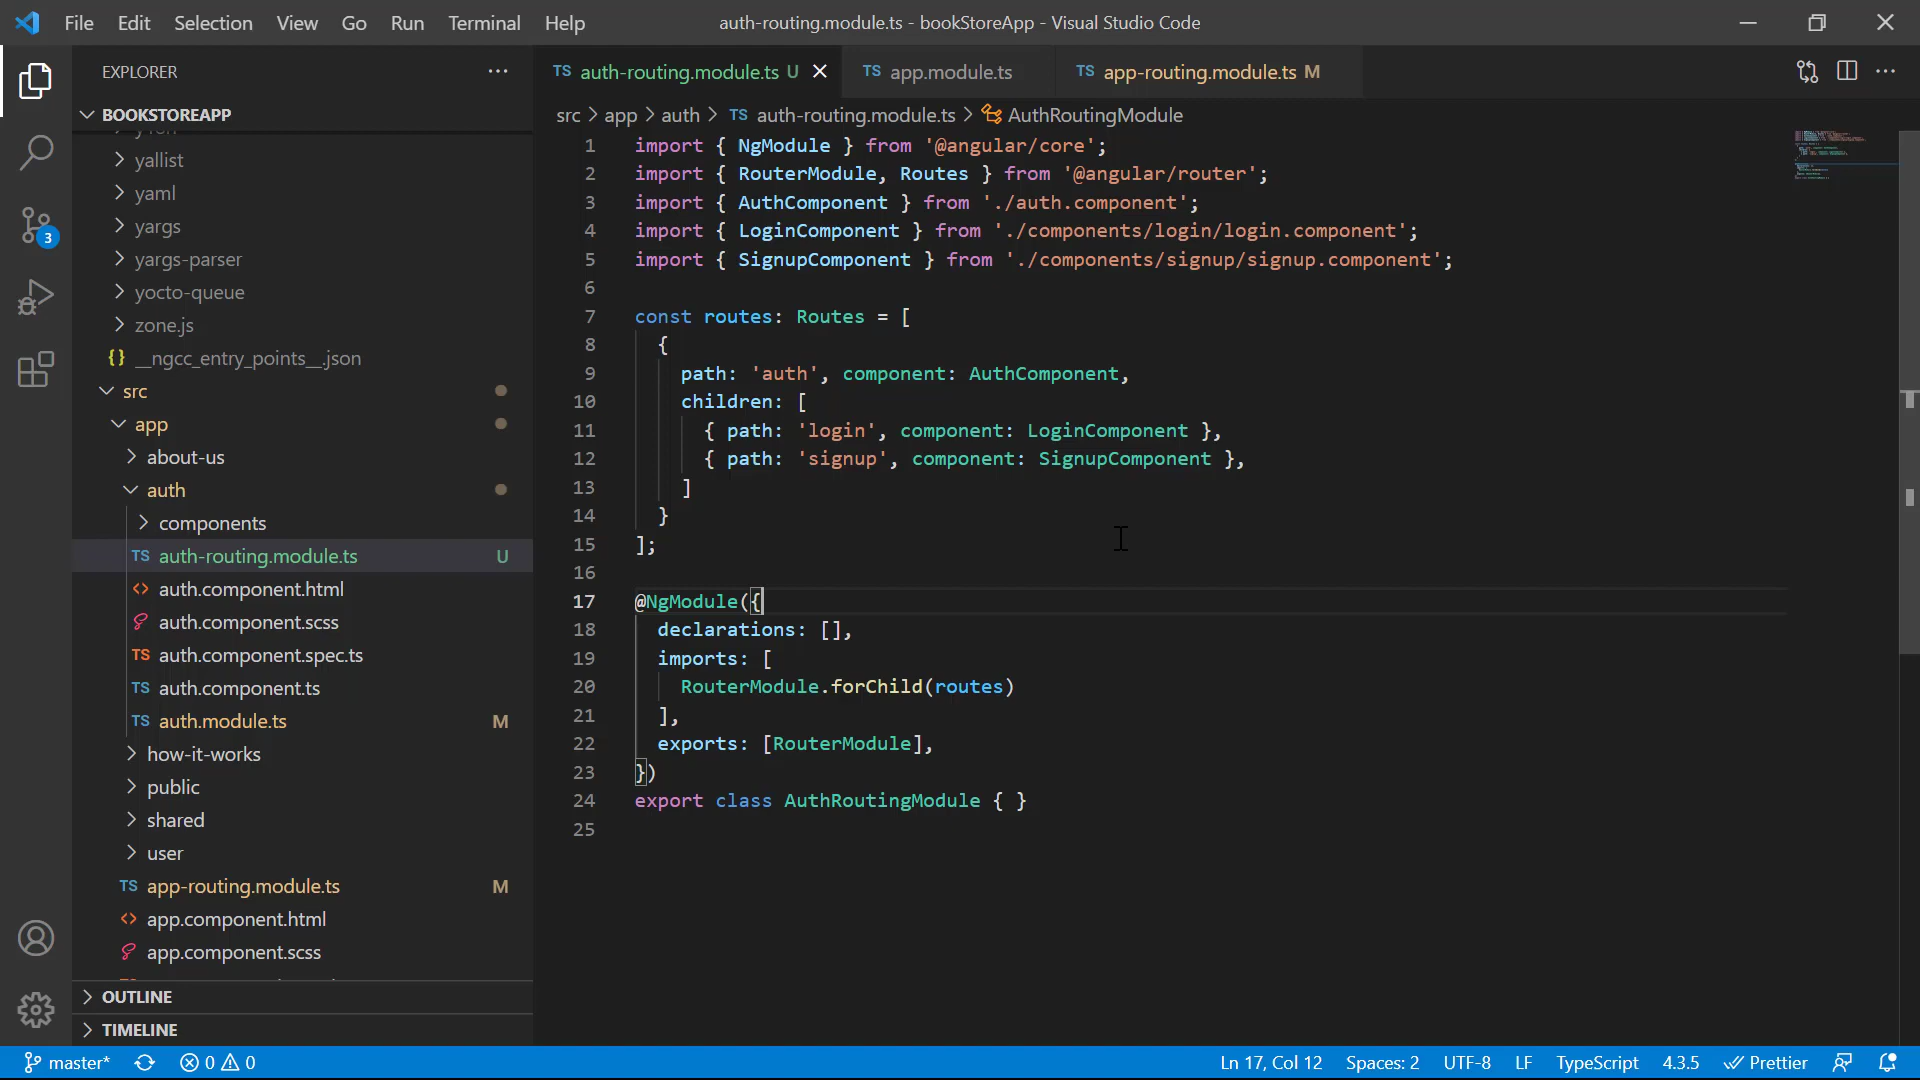 File Edit Selection View Go Run Terminal Help auth-routing.module.ts - bookStoreApp - Visual Studio Code
EXPLORER
BOOKSTOREAPP
yallist
yaml
yargs
yargs-parser
yocto-queue
zone.js
{} __ngcc_entry_points__.json
src
app
about-us
auth
components
TS auth-routing.module.ts U
<> auth.component.html
auth.component.scss
TS auth.component.spec.ts
TS auth.component.ts
TS auth.module.ts M
how-it-works
public
shared
user
TS app-routing.module.ts M
<> app.component.html
app.component.scss
OUTLINE
TIMELINE
3
TS auth-routing.module.ts U TS app.module.ts TS app-routing.module.ts M
src > app > auth > TS auth-routing.module.ts > AuthRoutingModule
1 import { NgModule } from '@angular/core';
2 import { RouterModule, Routes } from '@angular/router';
3 import { AuthComponent } from './auth.component';
4 import { LoginComponent } from './components/login/login.component';
5 import { SignupComponent } from './components/signup/signup.component';
6
7 const routes: Routes = [
8 {
9 path: 'auth', component: AuthComponent,
10 children: [
11 { path: 'login', component: LoginComponent },
12 { path: 'signup', component: SignupComponent },
13 ]
14 }
15 ];
16
17 @NgModule({
18 declarations: [],
19 imports: [
20 RouterModule.forChild(routes)
21 ],
22 exports: [RouterModule],
23 })
24 export class AuthRoutingModule { }
25
master* 0 0 Ln 17, Col 12 Spaces: 2 UTF-8 LF TypeScript 4.3.5 Prettier